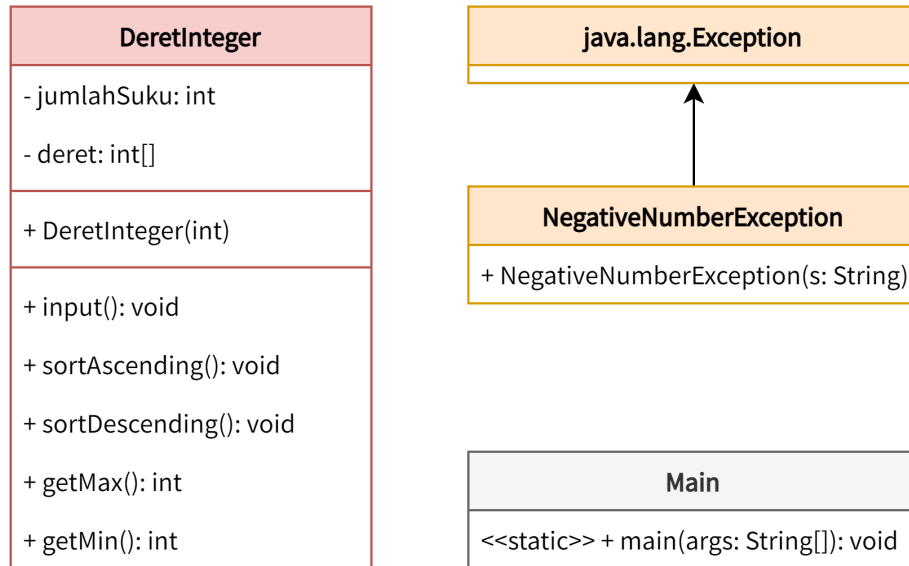 DeretInteger
- jumlahSuku: int
- deret: int[]
+ DeretInteger(int)
+ input(): void
+ sortAscending(): void
+ sortDescending(): void
+ getMax(): int
+ getMin(): int
java.lang.Exception
NegativeNumberException
+ NegativeNumberException(s: String)
Main
<<static>> + main(args: String[]): void